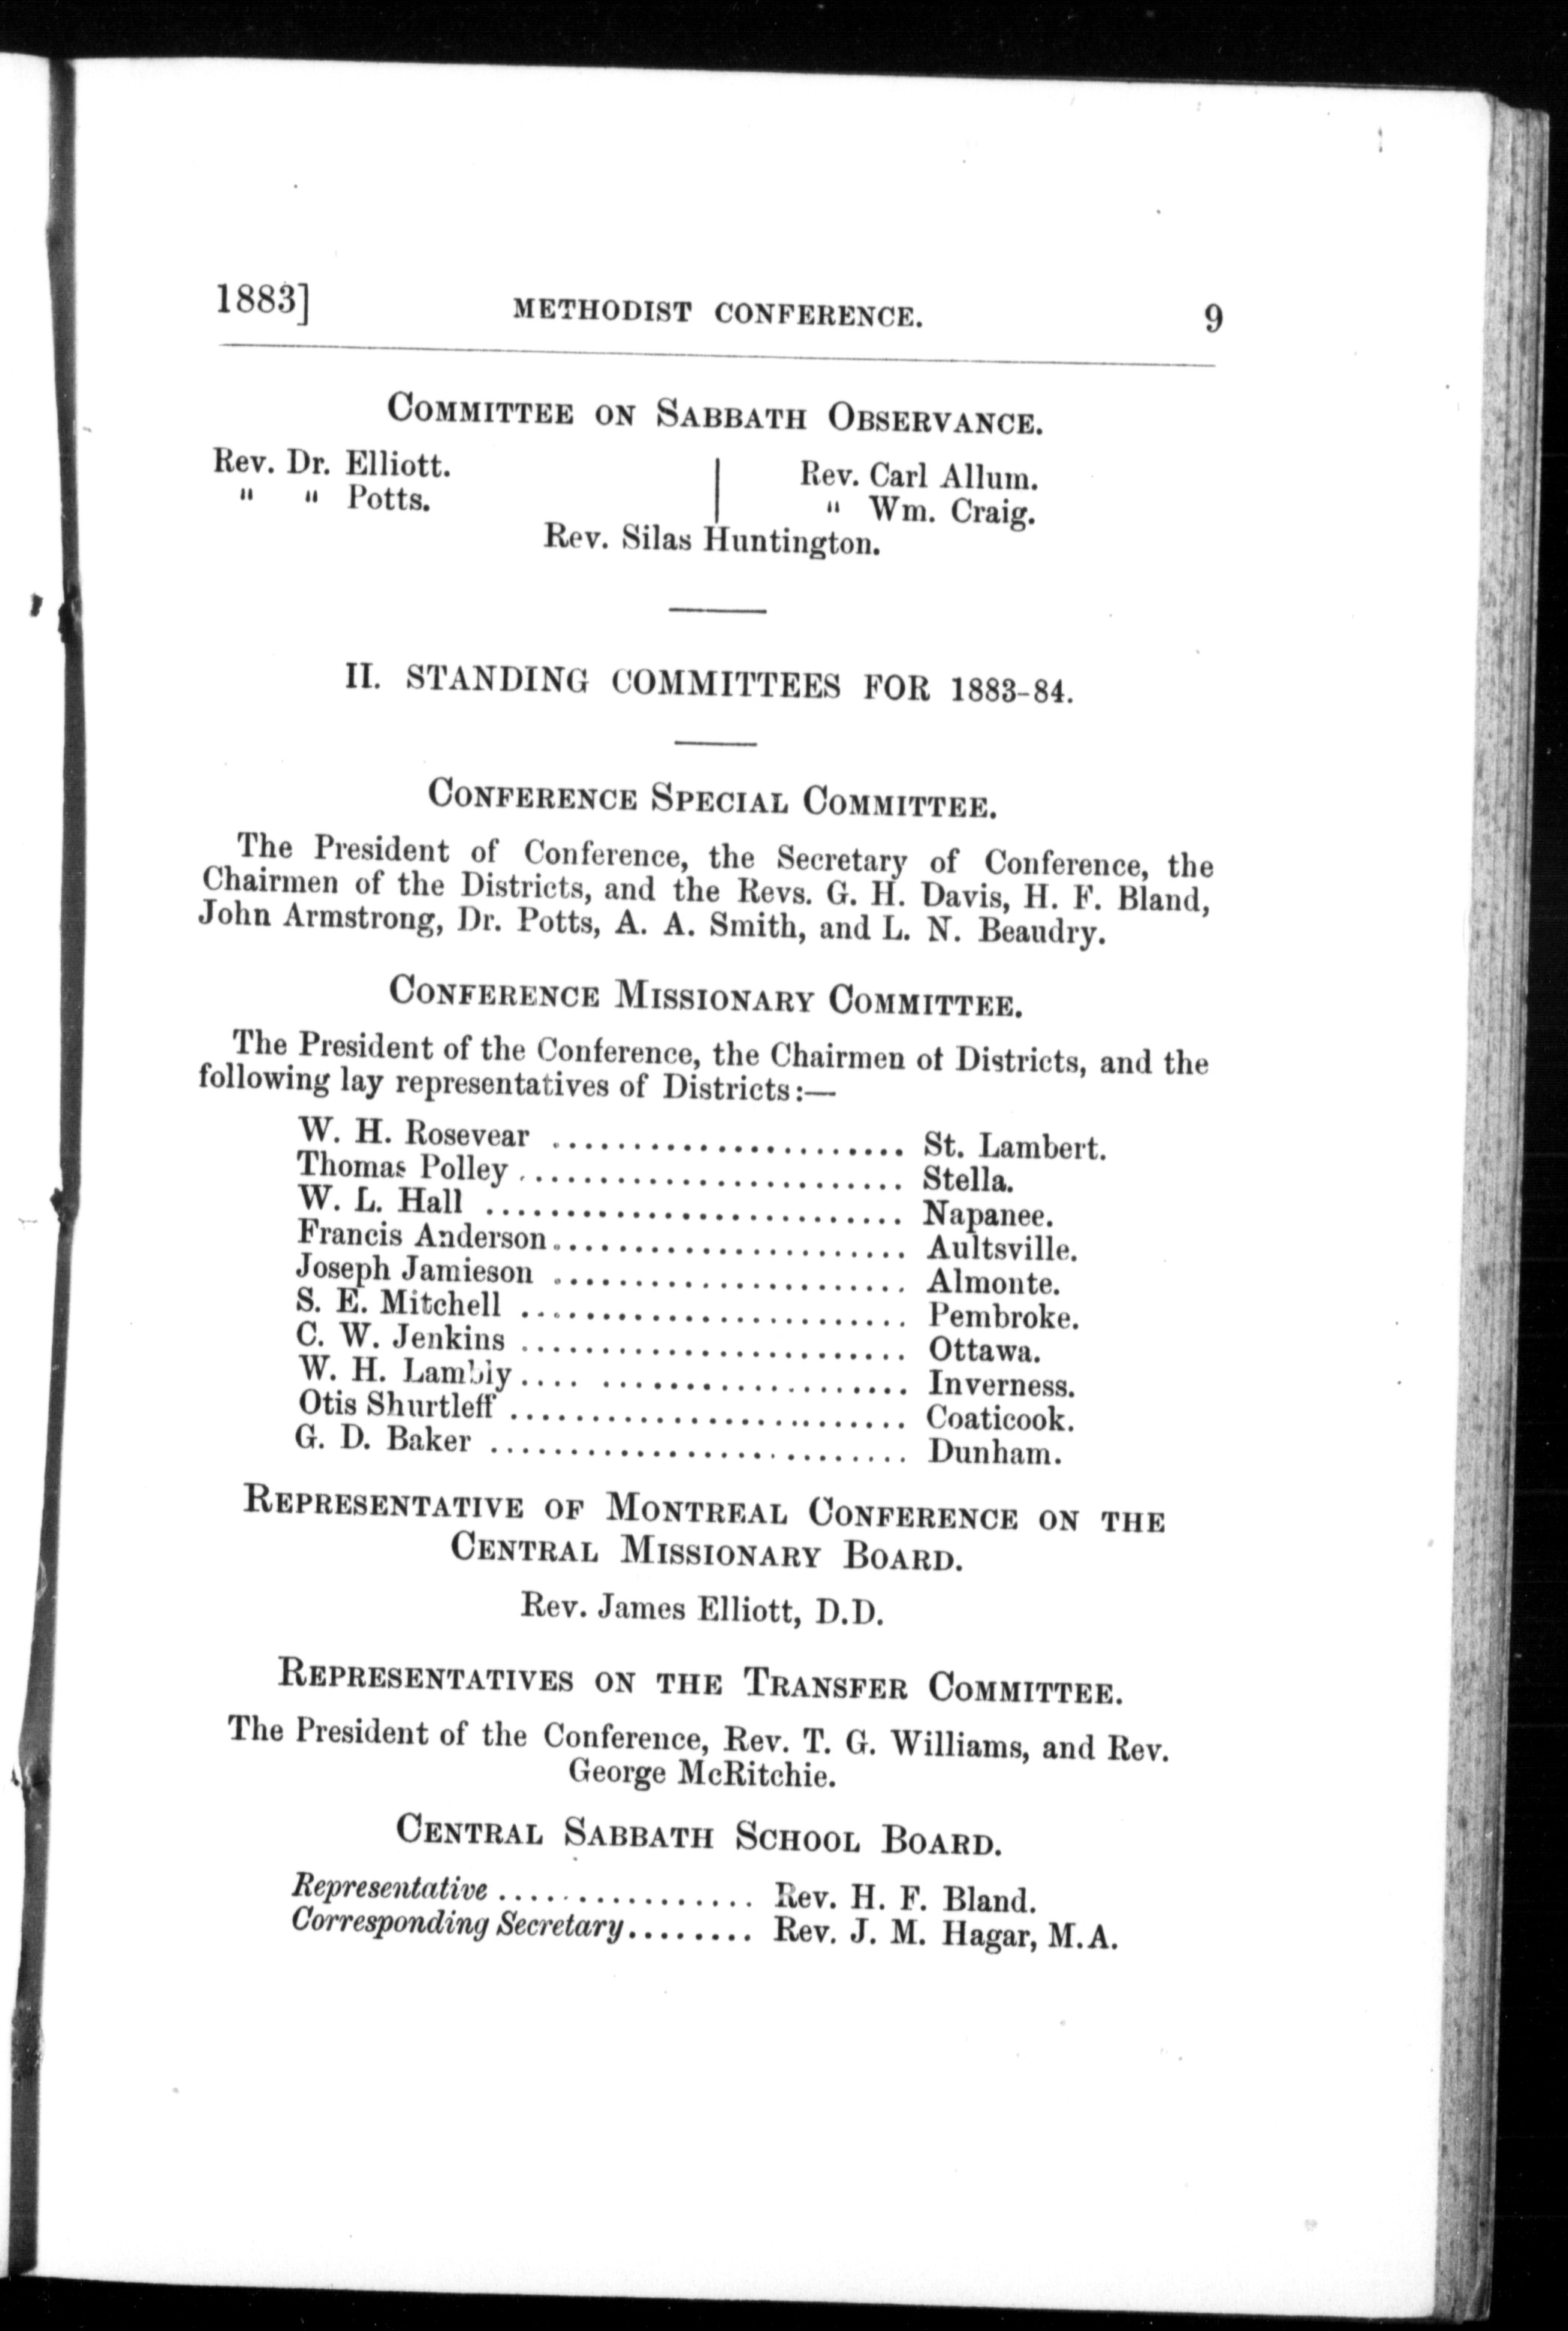 1883] METHODIST CONFERENCE. 9
COMMITTEE ON SABBATH OBSERVANCE.
Rev. Dr. Elliott. | Rev. Carl Allum.
" " Potts. | " Wm. Craig.
Rev. Silas Huntington.
II. STANDING COMMITTEES FOR 1883-84.
CONFERENCE SPECIAL COMMITTEE.
The President of Conference, the Secretary of Conference, the
Chairmen of the Districts, and the Revs. G. H. Davis, H. F. Bland,
John Armstrong, Dr. Potts, A. A. Smith, and L. N. Beaudry.
CONFERENCE MISSIONARY COMMITTEE.
The President of the Conference, the Chairmen of Districts, and the
following lay representatives of Districts:—
W. H. Rosevear ...................... St. Lambert.
Thomas Polley ........................ Stella.
W. L. Hall .......................... Napanee.
Francis Anderson...................... Aultsville.
Joseph Jamieson ...................... Almonte.
S. E. Mitchell ........................ Pembroke.
C. W. Jenkins ........................ Ottawa.
W. H. Lambly.... ................... Inverness.
Otis Shurtleff ......................... Coaticook.
G. D. Baker .......................... Dunham.
REPRESENTATIVE OF MONTREAL CONFERENCE ON THE
CENTRAL MISSIONARY BOARD.
Rev. James Elliott, D.D.
REPRESENTATIVES ON THE TRANSFER COMMITTEE.
The President of the Conference, Rev. T. G. Williams, and Rev.
George McRitchie.
CENTRAL SABBATH SCHOOL BOARD.
Representative ................ Rev. H. F. Bland.
Corresponding Secretary........ Rev. J. M. Hagar, M.A.